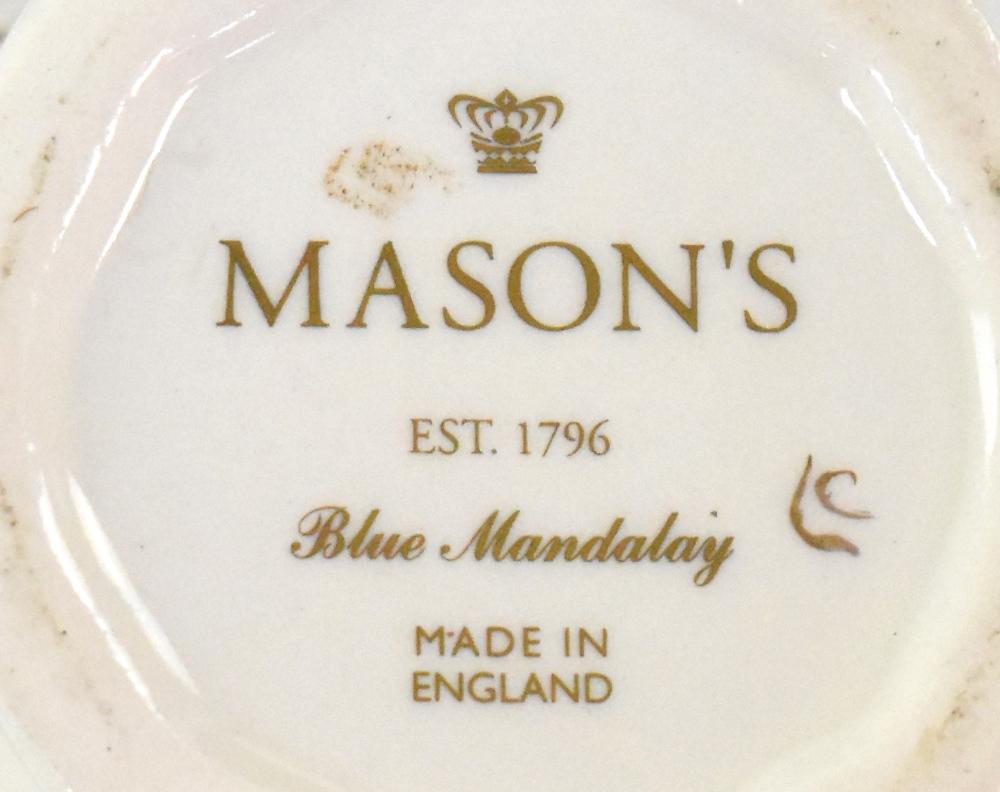 MASON'S
EST. 1796
Blue Mandalay
MADE IN
ENGLAND